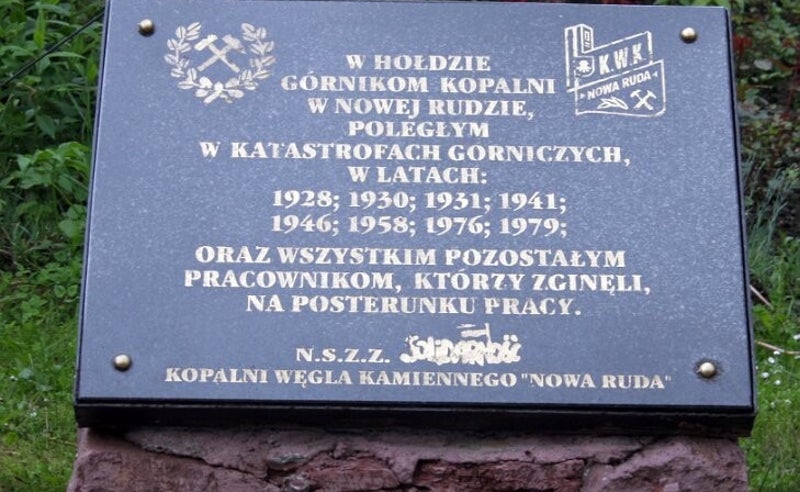 W HOŁDZIE
GÓRNIKOM KOPALNI
W NOWEJ RUDZIE,
POLEGŁYM
W KATASTROFACH GÓRNICZYCH,
W LATACH:
1928; 1930; 1931; 1941;
1946; 1958; 1976; 1979;
ORAZ WSZYSTKIM POZOSTAŁYM
PRACOWNIKOM, KTÓRZY ZGINĘLI,
NA POSTERUNKU PRACY.
N.S.Z.Z. SOLIDARNOŚĆ
KOPALNI WĘGLA KAMIENNEGO "NOWA RUDA"
K.W.K
NOWA RUDA